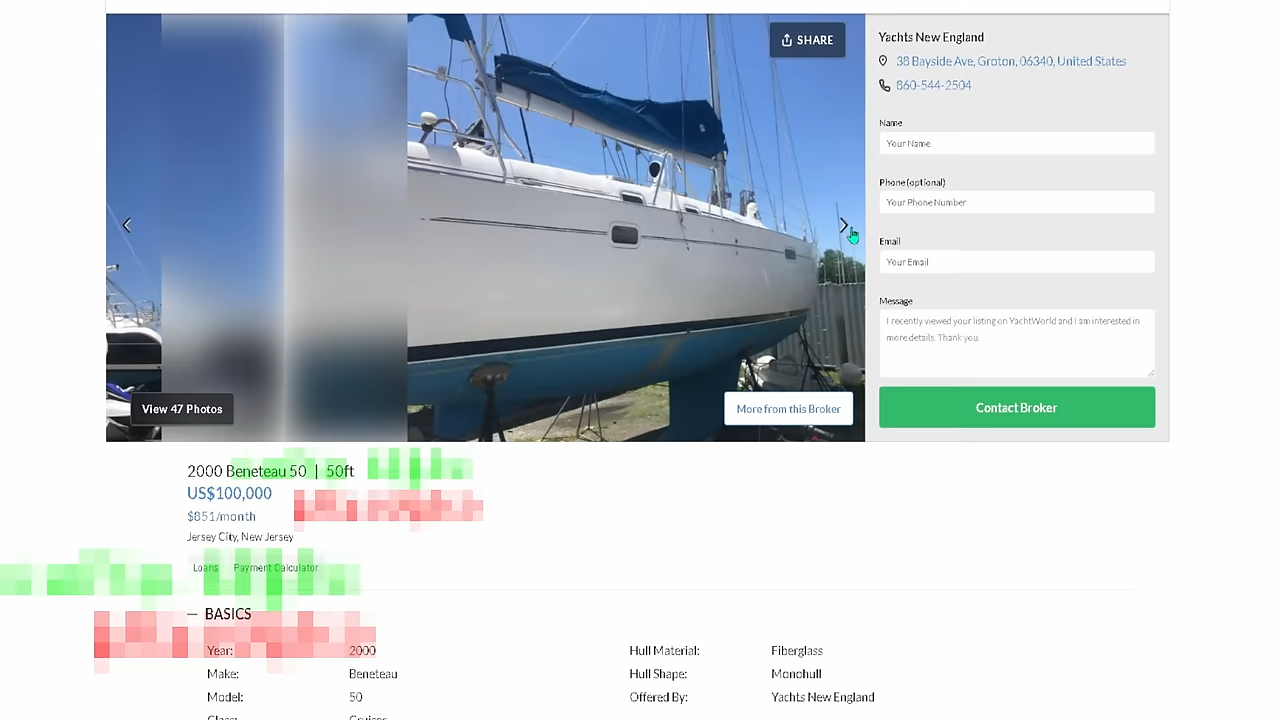 SHARE
View 47 Photos
More from this Broker
Yachts New England
38 Bayside Ave, Groton, 06340, United States
860-544-2504
Name
Your Name
Phone (optional)
Your Phone Number
Email
Your Email
Message
I recently viewed your listing on YachtWorld and I am interested in
more details. Thank you.
Contact Broker
2000 Beneteau 50 | 50ft
US$100,000
$851/month
Jersey City, New Jersey
Loans Payment Calculator
— BASICS
Year: 2000 Hull Material: Fiberglass
Make: Beneteau Hull Shape: Monohull
Model: 50 Offered By: Yachts New England
Class: Cruiser